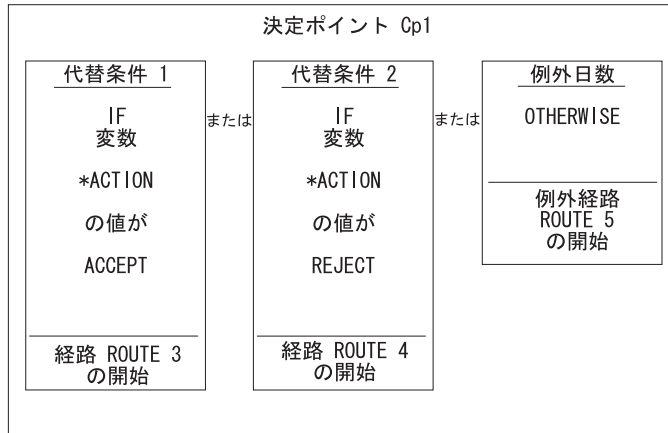 決定ポイント Cp1
代替条件 1
IF
変数
*ACTION
の値が
ACCEPT
経路 ROUTE 3
の開始
または
代替条件 2
IF
変数
*ACTION
の値が
REJECT
経路 ROUTE 4
の開始
または
例外日数
OTHERWISE
例外経路
ROUTE 5
の開始